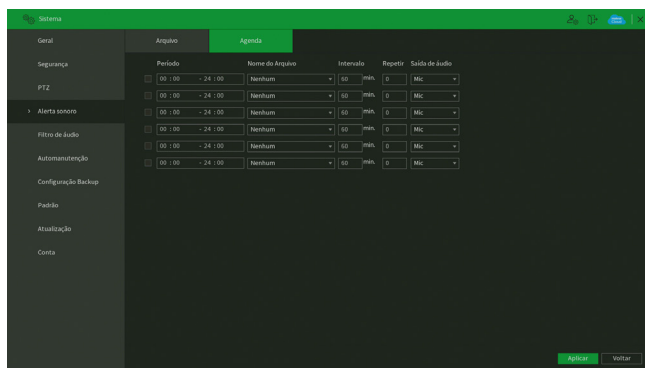 Sistema
Geral
Segurança
PTZ
Alerta sonoro
Filtro de áudio
Automanutenção
Configuração Backup
Padrão
Atualização
Conta
Arquivo Agenda
Período Nome do Arquivo Intervalo Repetir Saída de áudio
00 : 00 - 24 : 00 Nenhum 60 min. 0 Mic
00 : 00 - 24 : 00 Nenhum 60 min. 0 Mic
00 : 00 - 24 : 00 Nenhum 60 min. 0 Mic
00 : 00 - 24 : 00 Nenhum 60 min. 0 Mic
00 : 00 - 24 : 00 Nenhum 60 min. 0 Mic
00 : 00 - 24 : 00 Nenhum 60 min. 0 Mic
Aplicar Voltar